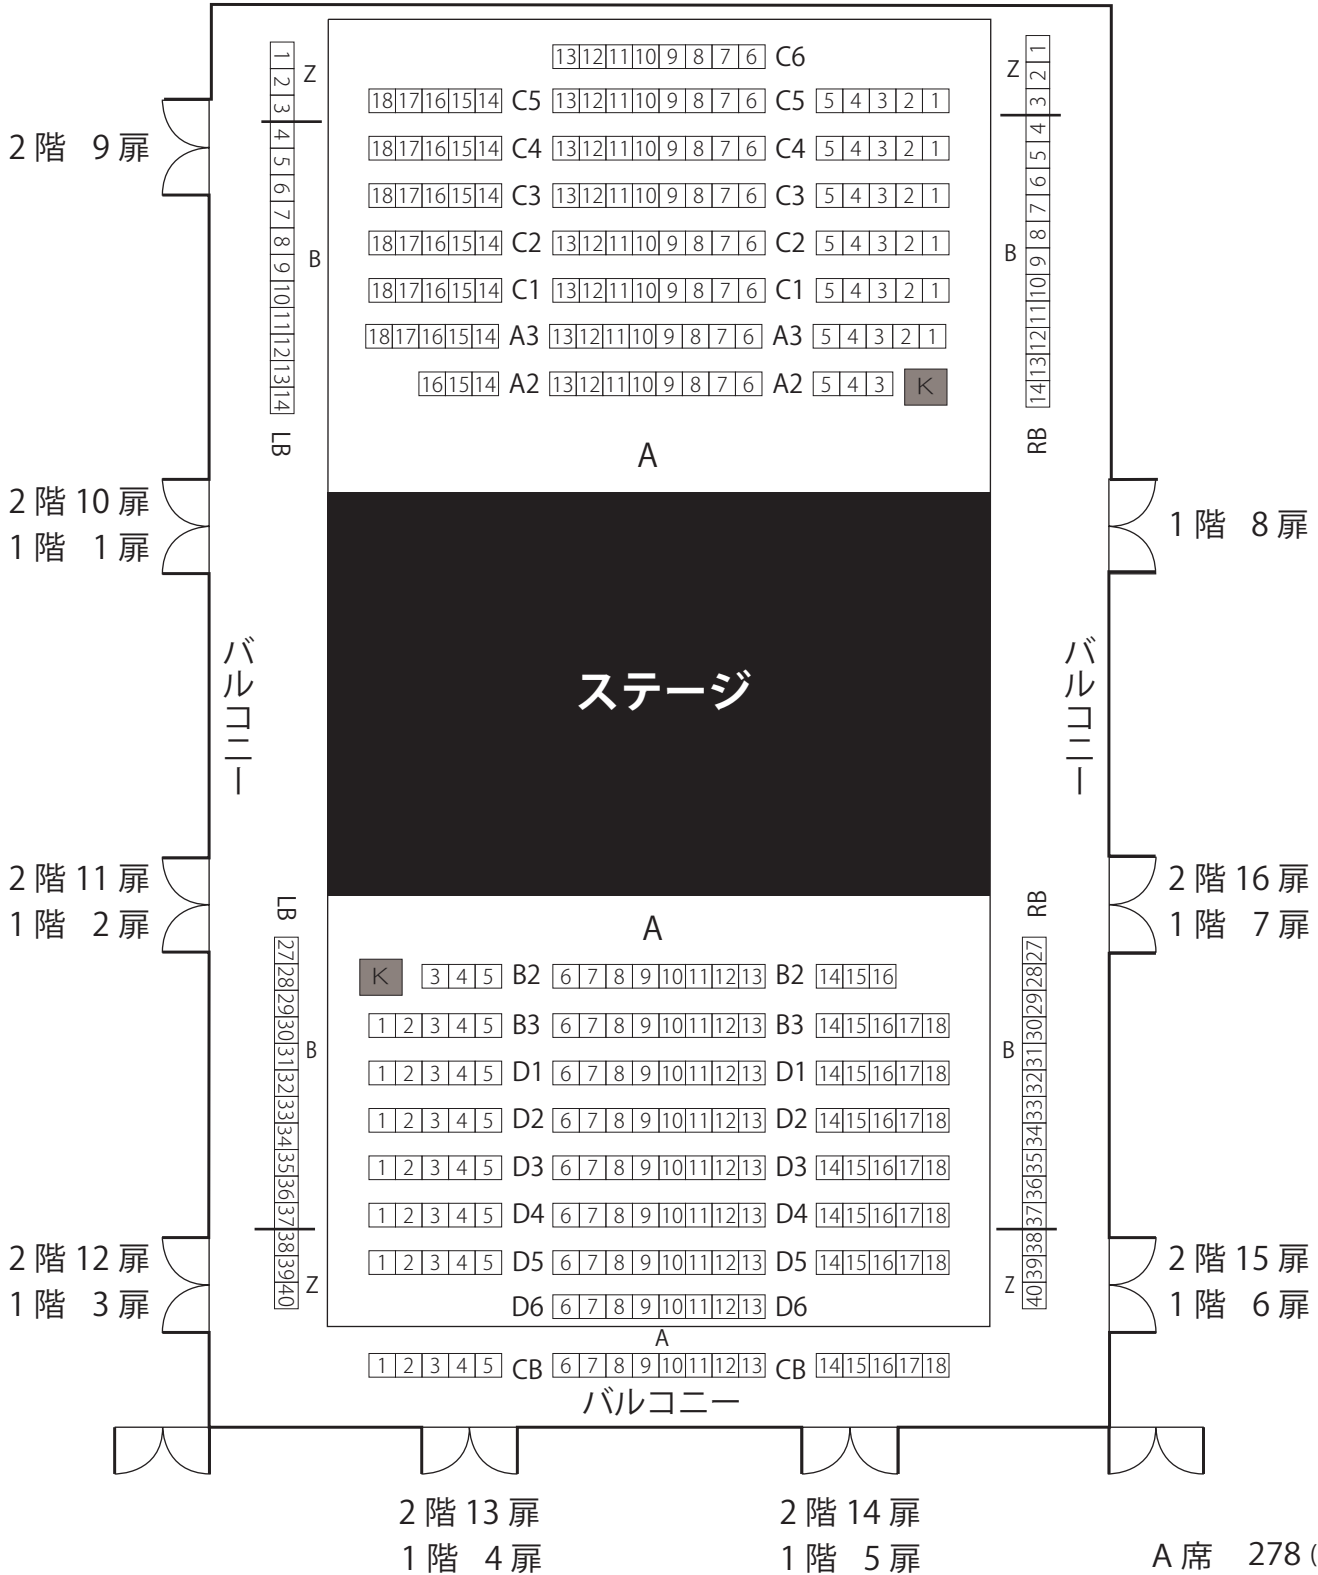 13 12 11 10 9 8 7 6 C6
18 17 16 15 14 C5 13 12 11 10 9 8 7 6 C5 5 4 3 2 1
18 17 16 15 14 C4 13 12 11 10 9 8 7 6 C4 5 4 3 2 1
18 17 16 15 14 C3 13 12 11 10 9 8 7 6 C3 5 4 3 2 1
18 17 16 15 14 C2 13 12 11 10 9 8 7 6 C2 5 4 3 2 1
18 17 16 15 14 C1 13 12 11 10 9 8 7 6 C1 5 4 3 2 1
18 17 16 15 14 A3 13 12 11 10 9 8 7 6 A3 5 4 3 2 1
16 15 14 A2 13 12 11 10 9 8 7 6 A2 5 4 3 K
A
1 2 3 4 5 6 7 8 9 10 11 12 13 14 LB
Z
B
1 2 3 4 5 6 7 8 9 10 11 12 13 14 RB
Z
B
2階 9扉
2階 10扉
1階 1扉
1階 8扉
バルコニー
ステージ
バルコニー
2階 11扉
1階 2扉
2階 16扉
1階 7扉
LB 27 28 29 30 31 32 33 34 35 36 37 38 39 40
B
Z
RB 27 28 29 30 31 32 33 34 35 36 37 38 39 40
B
Z
A
K 3 4 5 B2 6 7 8 9 10 11 12 13 B2 14 15 16
1 2 3 4 5 B3 6 7 8 9 10 11 12 13 B3 14 15 16 17 18
1 2 3 4 5 D1 6 7 8 9 10 11 12 13 D1 14 15 16 17 18
1 2 3 4 5 D2 6 7 8 9 10 11 12 13 D2 14 15 16 17 18
1 2 3 4 5 D3 6 7 8 9 10 11 12 13 D3 14 15 16 17 18
1 2 3 4 5 D4 6 7 8 9 10 11 12 13 D4 14 15 16 17 18
1 2 3 4 5 D5 6 7 8 9 10 11 12 13 D5 14 15 16 17 18
D6 6 7 8 9 10 11 12 13 D6
A
1 2 3 4 5 CB 6 7 8 9 10 11 12 13 CB 14 15 16 17 18
バルコニー
2階 12扉
1階 3扉
2階 15扉
1階 6扉
2階 13扉
1階 4扉
2階 14扉
1階 5扉
A席 278 (